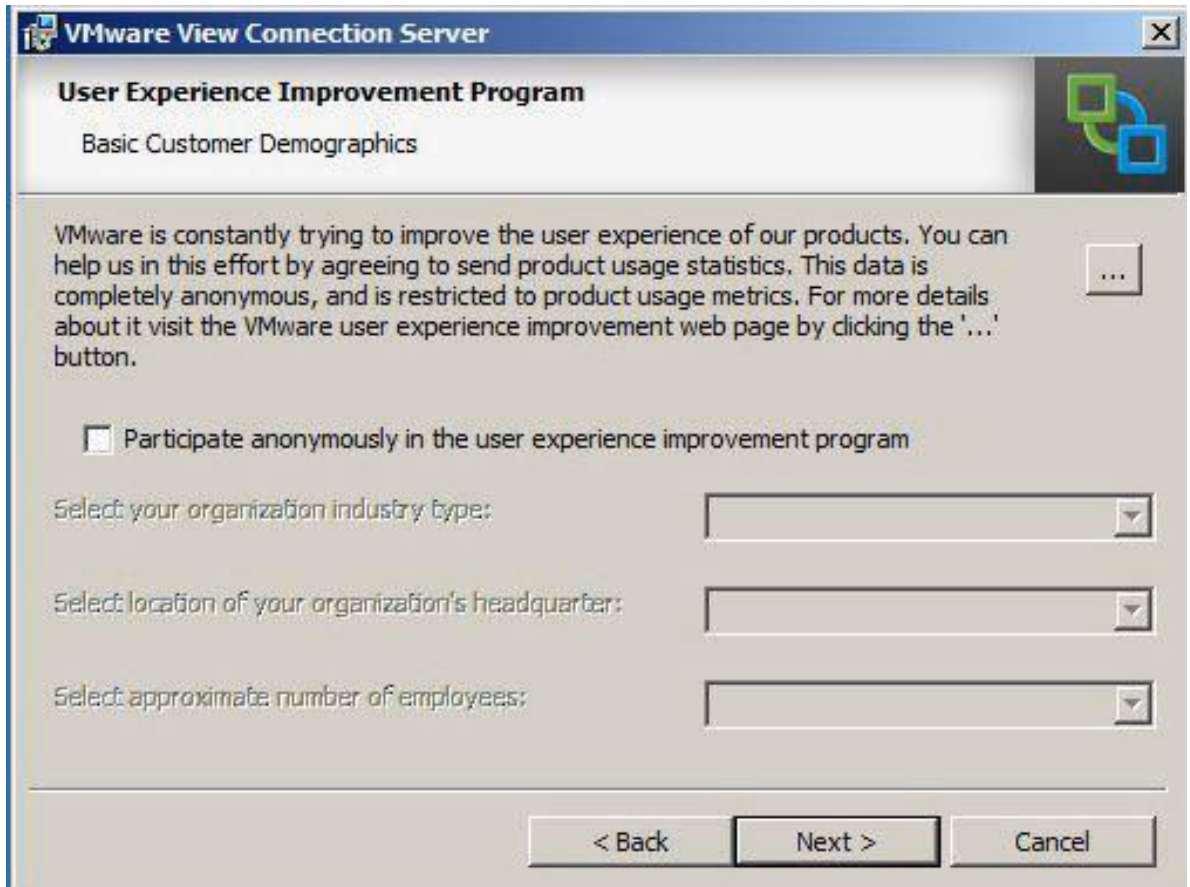 VMware View Connection Server
User Experience Improvement Program
Basic Customer Demographics
VMware is constantly trying to improve the user experience of our products. You can
help us in this effort by agreeing to send product usage statistics. This data is
completely anonymous, and is restricted to product usage metrics. For more details
about it visit the VMware user experience improvement web page by clicking the '...'
button.
...
Participate anonymously in the user experience improvement program
Select your organization industry type:
Select location of your organization's headquarter:
Select approximate number of employees:
< Back
Next >
Cancel